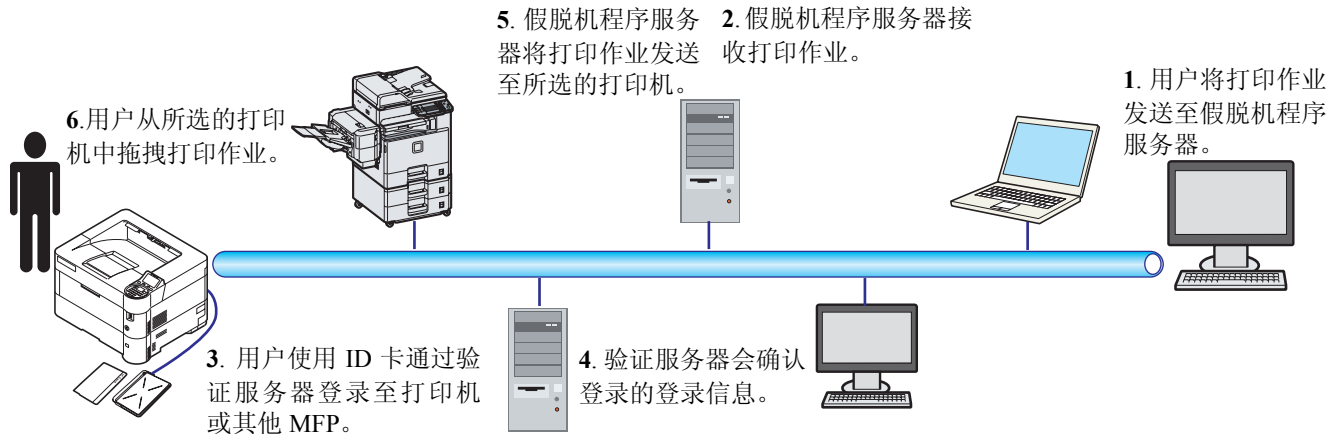 5. 假脱机程序服务
器将打印作业发送
至所选的打印机。
2. 假脱机程序服务器接
收打印作业。
1. 用户将打印作业
发送至假脱机程序
服务器。
6.用户从所选的打印
机中拖拽打印作业。
3. 用户使用 ID 卡通过验
证服务器登录至打印机
或其他 MFP。
4. 验证服务器会确认
登录的登录信息。